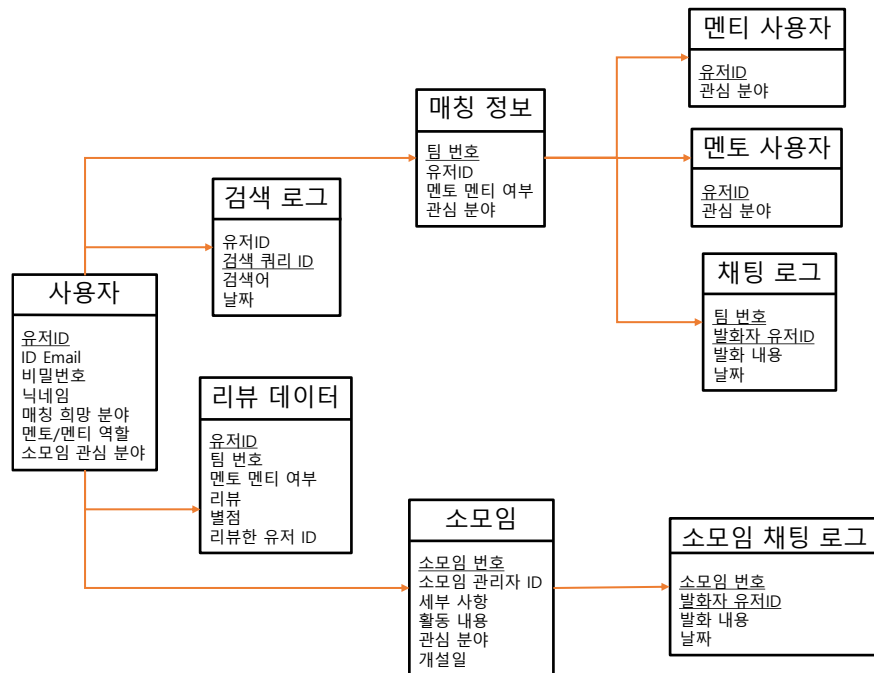 멘티 사용자
유저ID
관심 분야
매칭 정보
팀 번호
유저ID
멘토 멘티 여부
관심 분야
멘토 사용자
유저ID
관심 분야
검색 로그
유저ID
검색 쿼리 ID
검색어
날짜
채팅 로그
팀 번호
발화자 유저ID
발화 내용
날짜
사용자
유저ID
ID Email
비밀번호
닉네임
매칭 희망 분야
멘토/멘티 역할
소모임 관심 분야
리뷰 데이터
유저ID
팀 번호
멘토 멘티 여부
리뷰
별점
리뷰한 유저 ID
소모임
소모임 번호
소모임 관리자 ID
세부 사항
활동 내용
관심 분야
개설일
소모임 채팅 로그
소모임 번호
발화자 유저ID
발화 내용
날짜